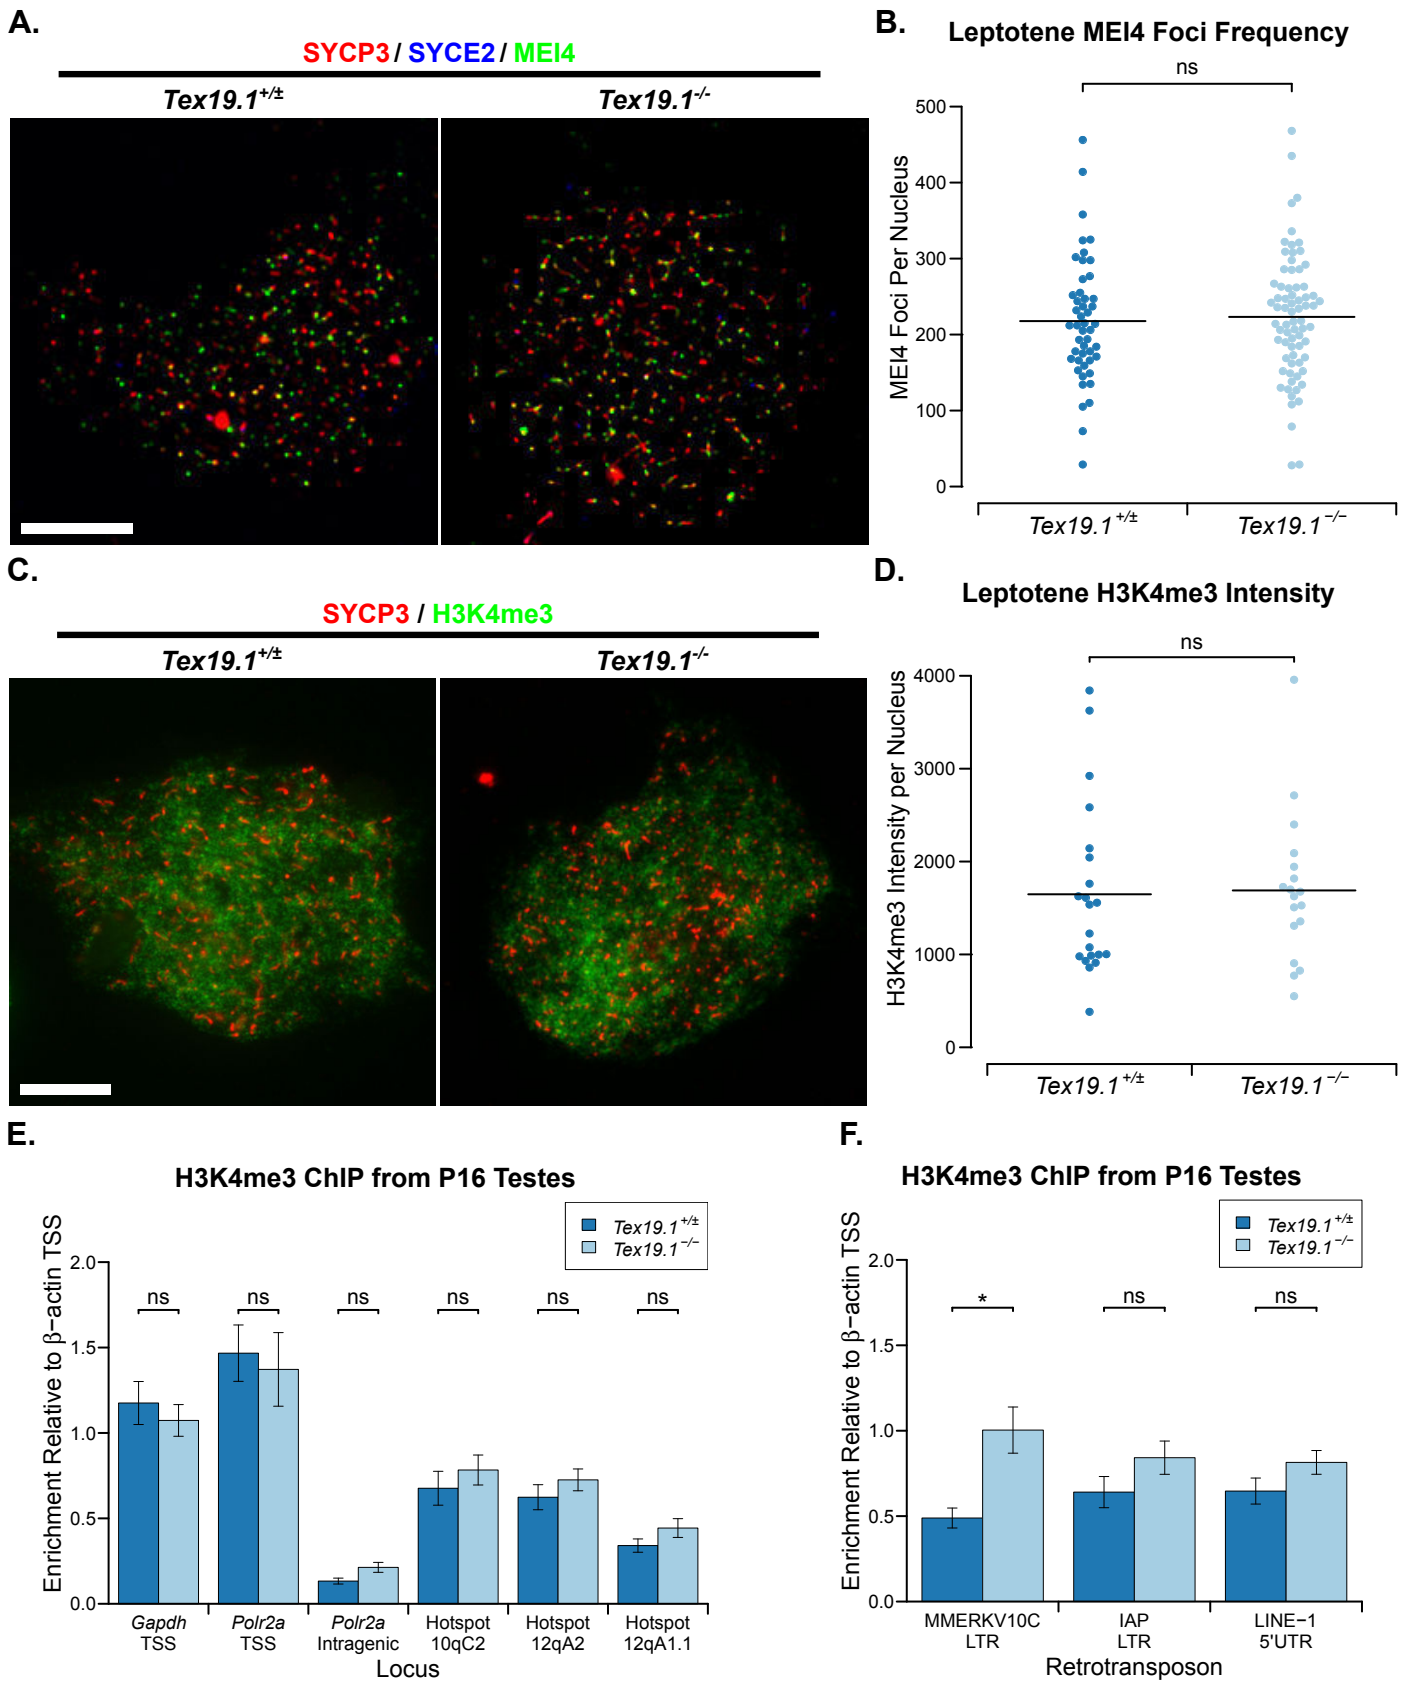 A.
SYCP3 / SYCE2 / MEI4
Tex19.1+/±
Tex19.1-/-
B.
Leptotene MEI4 Foci Frequency
ns
MEI4 Foci Per Nucleus
500
400
300
200
100
0
Tex19.1+/±
Tex19.1−/−
C.
SYCP3 / H3K4me3
Tex19.1+/±
Tex19.1-/-
D.
Leptotene H3K4me3 Intensity
ns
H3K4me3 Intensity per Nucleus
4000
3000
2000
1000
0
Tex19.1+/±
Tex19.1−/−
E.
H3K4me3 ChIP from P16 Testes
Tex19.1+/±
Tex19.1−/−
Enrichment Relative to β−actin TSS
2.0
1.5
1.0
0.5
0.0
ns ns ns ns ns ns
Gapdh Polr2a Polr2a Hotspot Hotspot Hotspot
TSS TSS Intragenic 10qC2 12qA2 12qA1.1
Locus
F.
H3K4me3 ChIP from P16 Testes
Tex19.1+/±
Tex19.1−/−
Enrichment Relative to β−actin TSS
2.0
1.5
1.0
0.5
0.0
* ns ns
MMERKV10C IAP LINE−1
LTR LTR 5'UTR
Retrotransposon